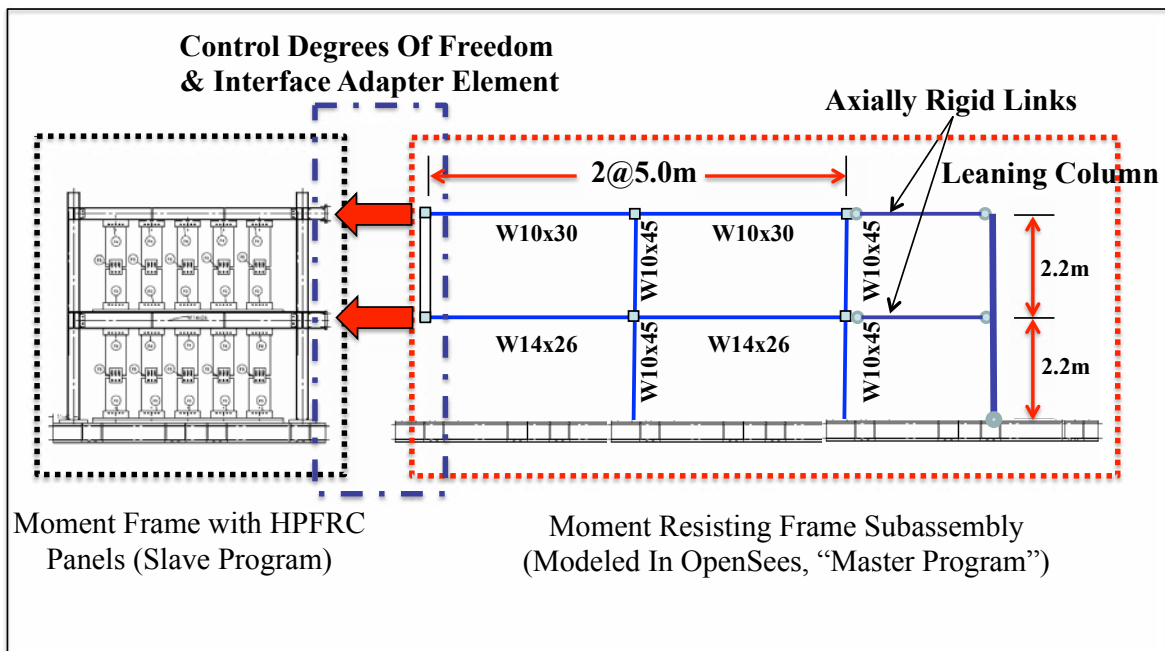 Control Degrees Of Freedom
& Interface Adapter Element
Axially Rigid Links
2@5.0m
Leaning Column
W10x30
W10x30
W10x45
W10x45
2.2m
W14x26
W14x26
W10x45
W10x45
2.2m
Moment Frame with HPFRC
Panels (Slave Program)
Moment Resisting Frame Subassembly
(Modeled In OpenSees, “Master Program”)